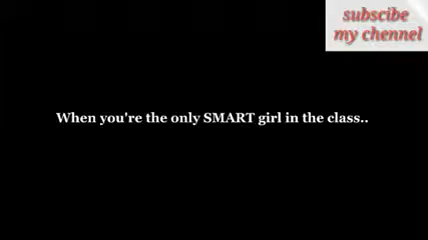 subscibe
my chennel
When you're the only SMART girl in the class..